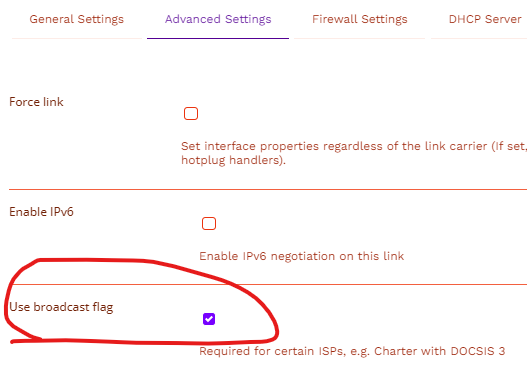 General Settings Advanced Settings Firewall Settings DHCP Server
Force link
Set interface properties regardless of the link carrier (If set,
hotplug handlers).
Enable IPv6
Enable IPv6 negotiation on this link
Use broadcast flag
Required for certain ISPs, e.g. Charter with DOCSIS 3